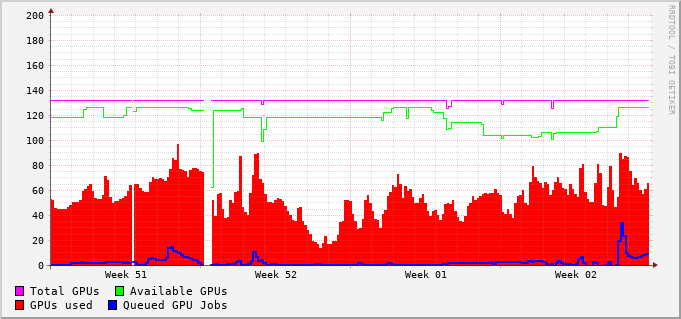 200
180
160
140
120
100
80
60
40
20
0
Week 51 Week 52 Week 01 Week 02
Total GPUs Available GPUs
GPUs used Queued GPU Jobs
RRDTOOL / TOBI OETIKER